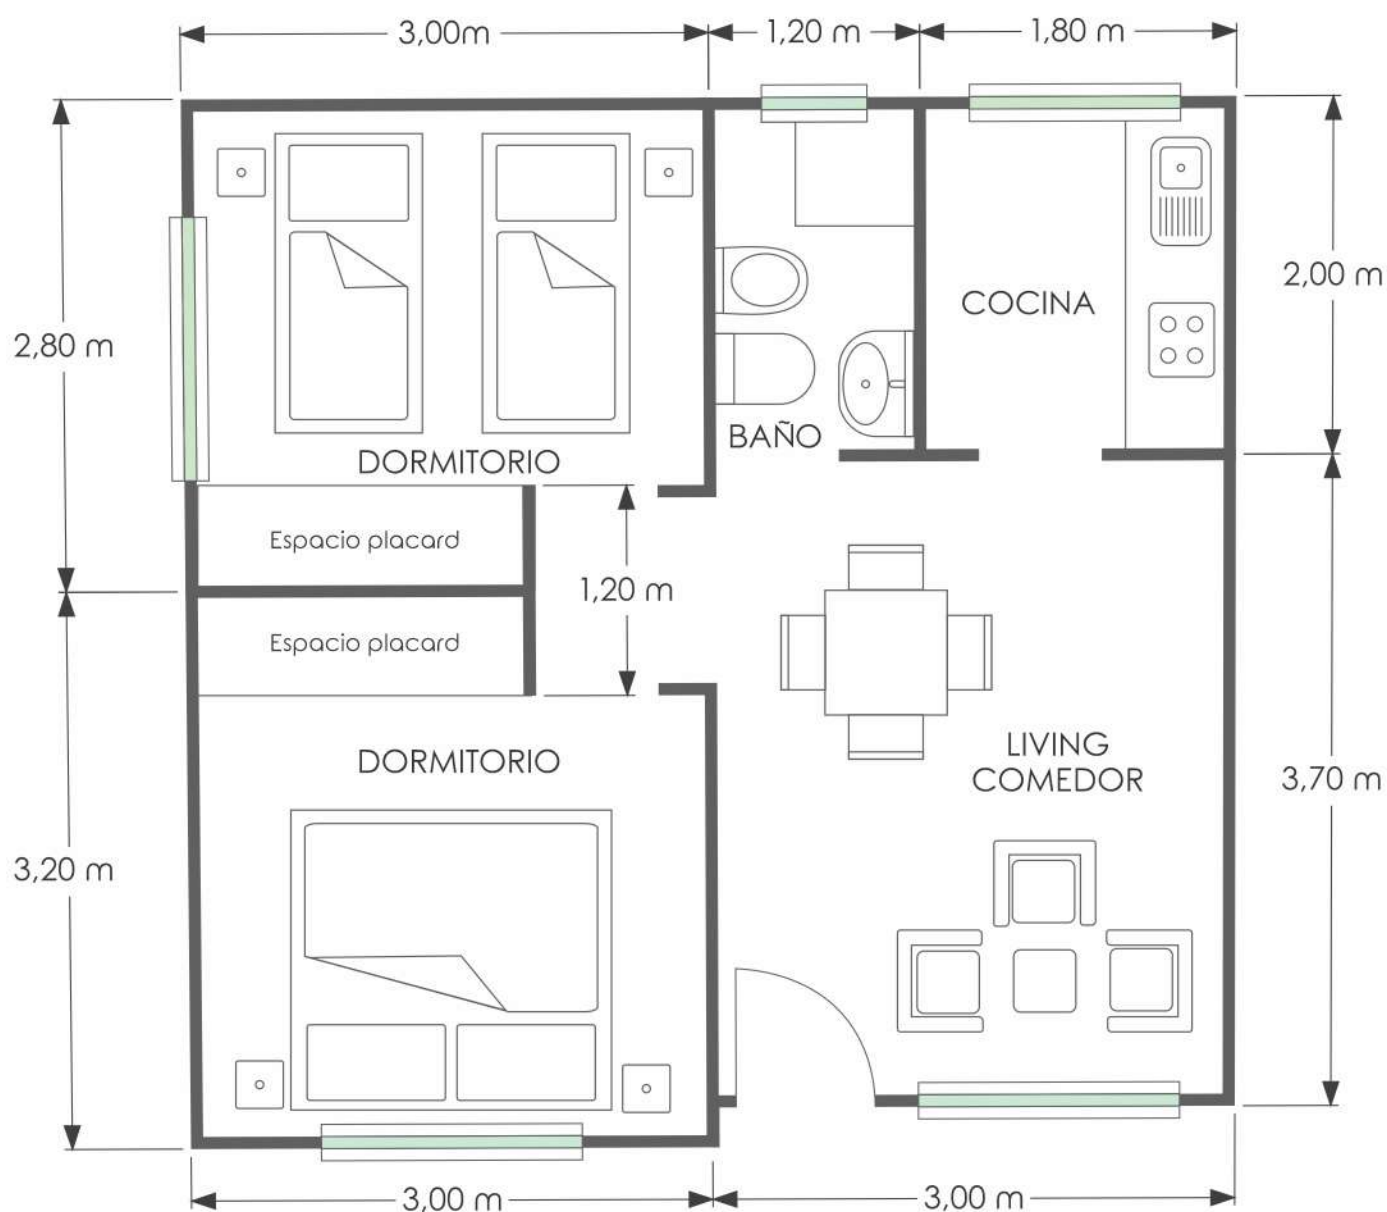 3,00m
1,20 m
1,80 m
2,00 m
COCINA
2,80 m
BAÑO
DORMITORIO
Espacio placard
1,20 m
Espacio placard
DORMITORIO
LIVING
COMEDOR
3,70 m
3,20 m
3,00 m
3,00 m